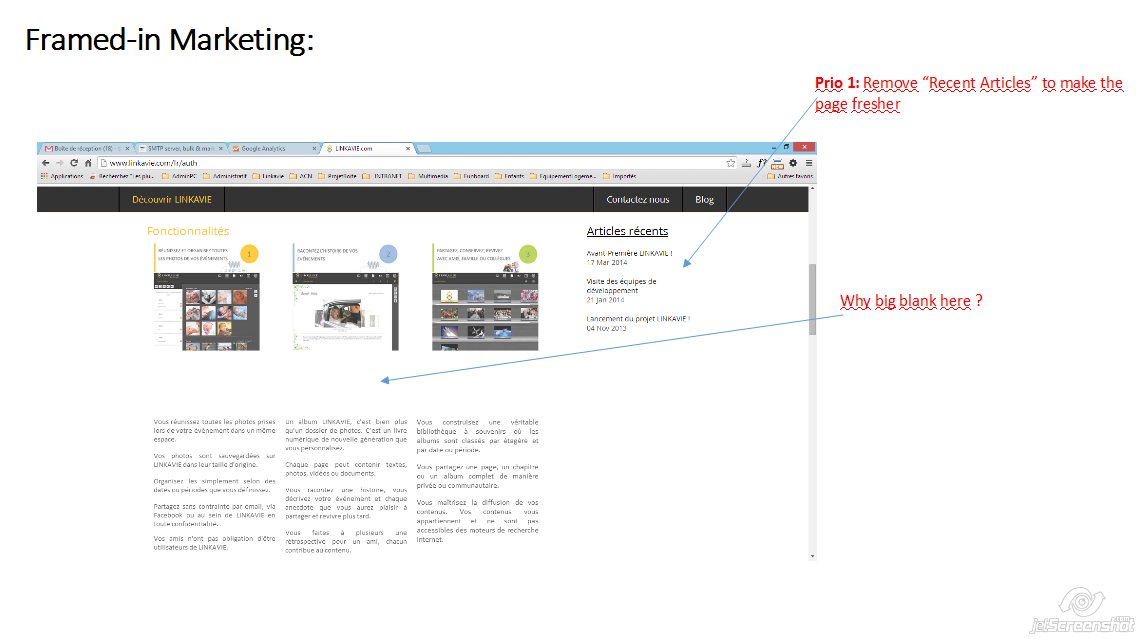 Framed-in Marketing:
Prio 1: Remove “Recent Articles” to make the
page fresher
Boîte de réception (18) -
SMTP server, bulk & mark
Google Analytics
LINKAVIE.com
www.linkavie.com/fr/auth
Applications
Recherchez "Les plu...
AdminPC
Administratif
Linkavie
ACN
ProjetBoite
INTRANET
Multimedia
Funboard
Enfants
EquipementLogeme...
Importés
Autres favoris
Découvrir LINKAVIE
Contactez nous
Blog
Fonctionnalités
RÉUNISSEZ ET ORGANISEZ TOUTES
LES PHOTOS DE VOS ÉVÉNEMENTS
1
RACONTEZ L'HISTOIRE DE VOS
ÉVÉNEMENTS
2
PARTAGEZ, CONSERVEZ, REVIVEZ
AVEC AMIS, FAMILLE OU COLLÈGUES
3
Articles récents
Avant-Première LINKAVIE !
17 Mar 2014
Visite des équipes de
développement
21 Jan 2014
Lancement du projet LINKAVIE !
04 Nov 2013
Why big blank here ?
Vous réunissez toutes les photos prises
lors de votre évènement dans un même
espace.
Vos photos sont sauvegardées sur
LINKAVIE dans leur taille d'origine.
Organisez les simplement selon des
dates ou périodes que vous définissez.
Partagez sans contrainte par email, via
Facebook ou au sein de LINKAVIE en
toute confidentialité.
Vos amis n'ont pas obligation d'être
utilisateurs de LINKAVIE.
Un album LINKAVIE, c'est bien plus
qu'un dossier de photos. C'est un livre
numérique de nouvelle génération que
vous personnalisez.
Chaque page peut contenir textes,
photos, vidéos ou documents.
Vous racontez une histoire, vous
décrivez votre évènement et chaque
anecdote que vous aurez plaisir à
partager et revivre plus tard.
Vous faites à plusieurs une
rétrospective pour un ami, chacun
contribue au contenu.
Vous construisez une véritable
bibliothèque à souvenirs où les
albums sont classés par étagère et
par date ou période.
Vous partagez une page, un chapitre
ou un album complet de manière
privée ou communautaire.
Vous maîtrisez la diffusion de vos
contenus. Vos contenus vous
appartiennent et ne sont pas
accessibles des moteurs de recherche
Internet.
jetScreenshot.com